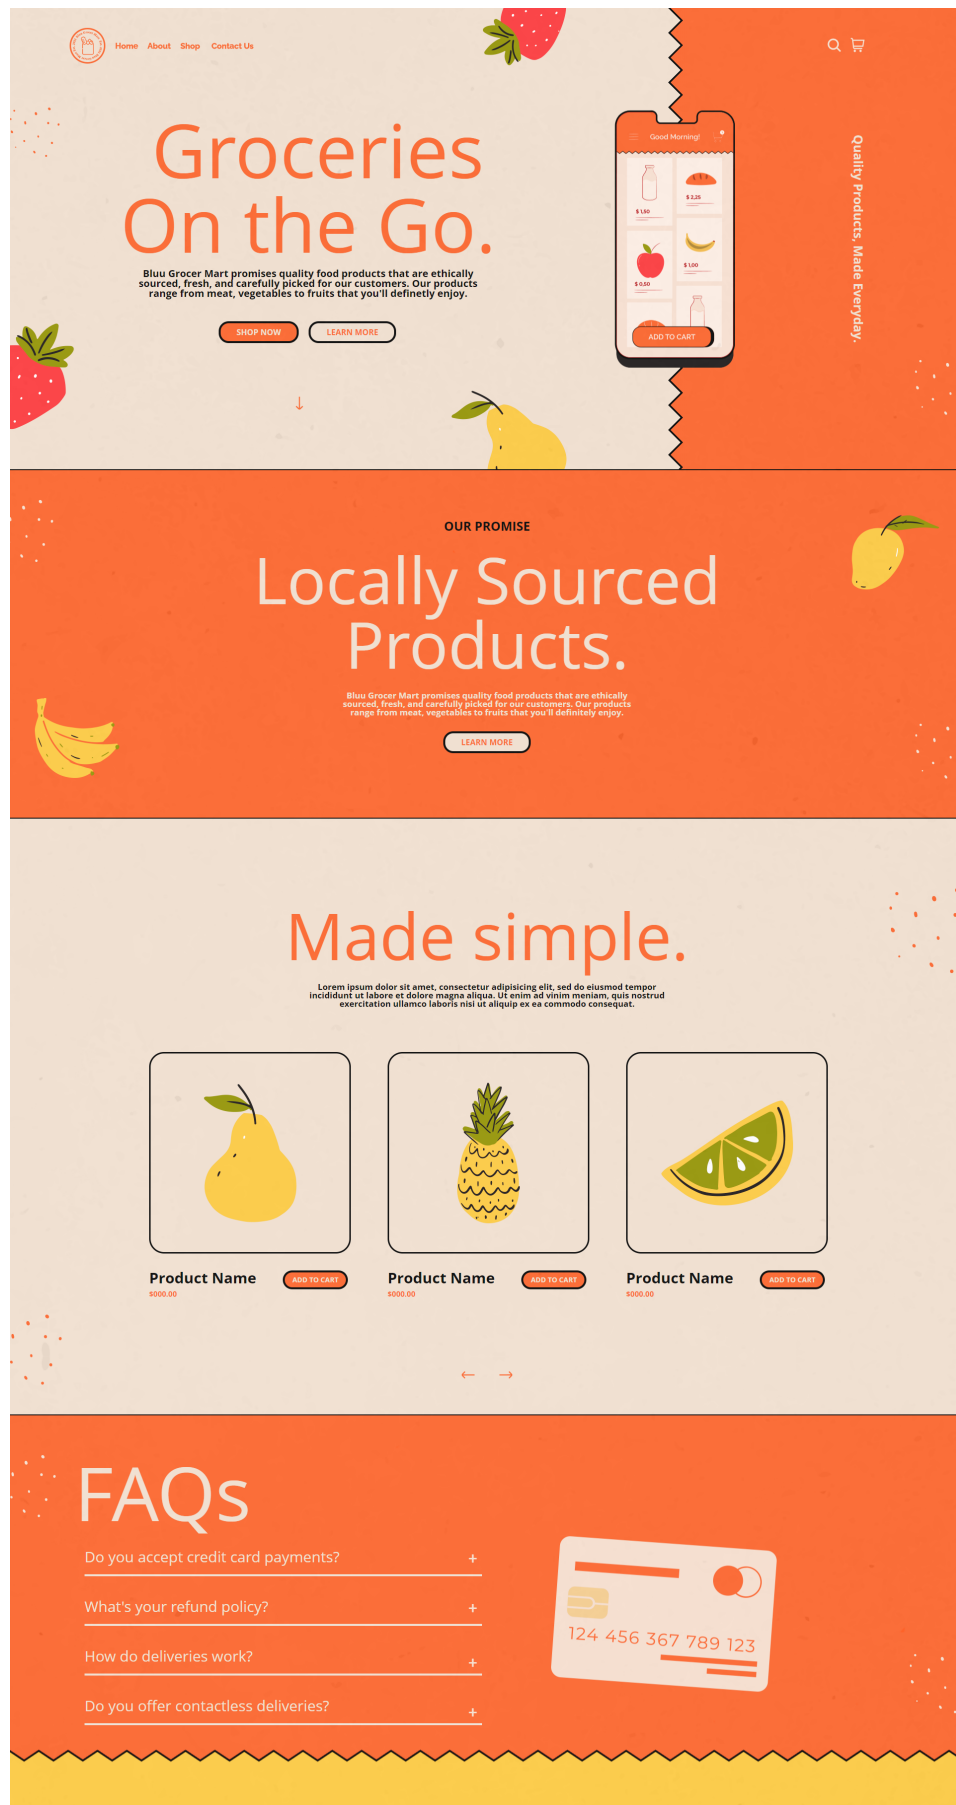 Home About Shop Contact Us
Groceries
On the Go.
Bluu Grocer Mart promises quality food products that are ethically
sourced, fresh, and carefully picked for our customers. Our products
range from meat, vegetables to fruits that you'll definetly enjoy.
SHOP NOW LEARN MORE
Good Morning!
$ 1,50
$ 2,25
$ 0,50
$ 1,00
ADD TO CART
Quality Products, Made Everyday.
OUR PROMISE
Locally Sourced
Products.
Bluu Grocer Mart promises quality food products that are ethically
sourced, fresh, and carefully picked for our customers. Our products
range from meat, vegetables to fruits that you'll definitely enjoy.
LEARN MORE
Made simple.
Lorem ipsum dolor sit amet, consectetur adipisicing elit, sed do eiusmod tempor
incididunt ut labore et dolore magna aliqua. Ut enim ad vinim meniam, quis nostrud
exercitation ullamco laboris nisi ut aliquip ex ea commodo consequat.
Product Name ADD TO CART
$000.00
Product Name ADD TO CART
$000.00
Product Name ADD TO CART
$000.00
FAQs
Do you accept credit card payments? +
What's your refund policy? +
How do deliveries work? +
Do you offer contactless deliveries? +
124 456 367 789 123